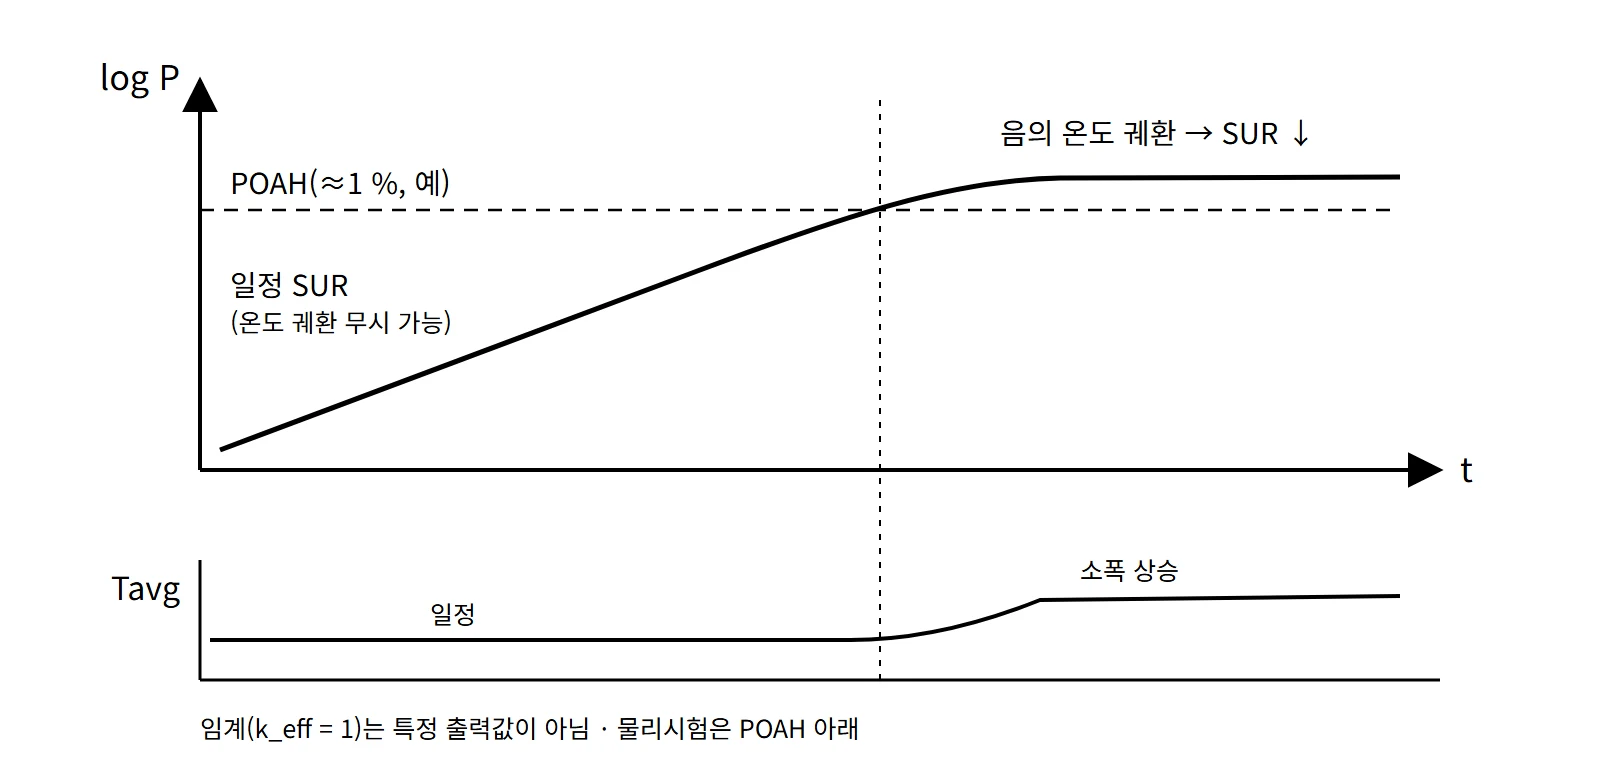 log P
음의 온도 궤환 → SUR ↓
POAH(≈1 %, 예)
일정 SUR
(온도 궤환 무시 가능)
t
Tavg
소폭 상승
일정
임계(k_eff = 1)는 특정 출력값이 아님 · 물리시험은 POAH 아래